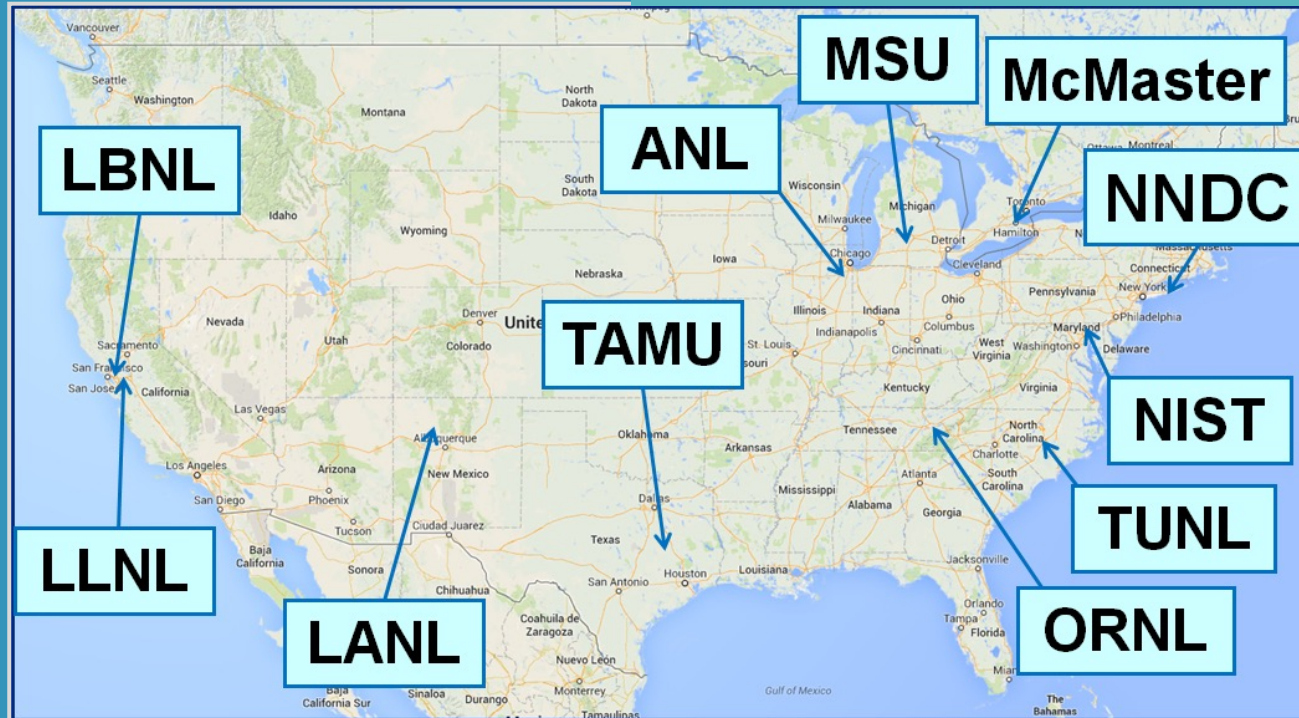 Vancouver
Seattle
Washington
Montana
North
Dakota
MSU
McMaster
ANL
LBNL
Ottawa
Montreal
South
Dakota
Wisconsin
Michigan
Toronto
Hamilton
NNDC
Idaho
Wyoming
Milwaukee
Detroit
Massachusetts
Chicago
Iowa
Cleveland
Connecticut
Nebraska
New York
Illinois
Indiana
Ohio
Pennsylvania
Nevada
Denver
TAMU
Indianapolis
Columbus
Maryland
Philadelphia
Utah
Colorado
St. Louis
Cincinnati
West
Virginia
Washington
Delaware
Sacramento
San Francisco
San Jose
California
Kentucky
Virginia
Las Vegas
NIST
Albuquerque
Oklahoma
Tennessee
North
Carolina
Charlotte
Arkansas
Los Angeles
Arizona
New Mexico
Atlanta
South
Carolina
San Diego
Phoenix
Dallas
Mississippi
Alabama
Georgia
TUNL
Tucson
Ciudad Juarez
Texas
LLNL
Baja
California
Sonora
Chihuahua
San Antonio
Houston
Louisiana
Jacksonville
LANL
Coahuila de
Zaragoza
Orlando
Tampa
Florida
ORNL
Nuevo León
Monterrey
Gulf of Mexico
Baja
California Sur
Sinaloa
Durango
Tamaulipas
The
Bahamas